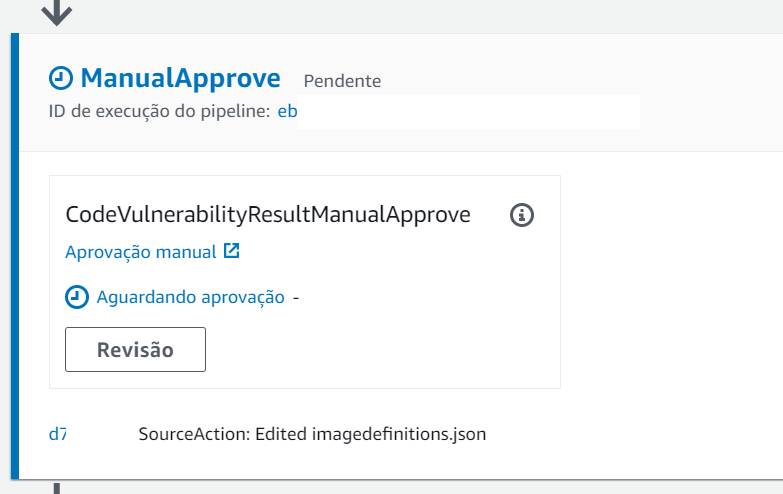 ManualApprove Pendente
ID de execução do pipeline: eb
CodeVulnerabilityResultManualApprove
Aprovação manual
Aguardando aprovação -
Revisão
d7 SourceAction: Edited imagedefinitions.json